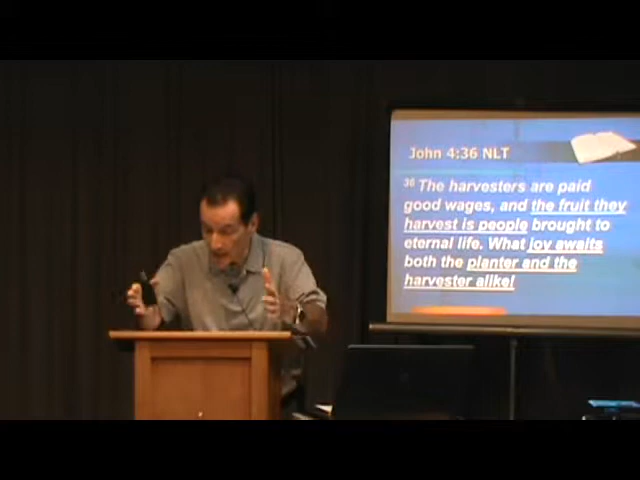 John 4:36 NLT
36 The harvesters are paid
good wages, and the fruit they
harvest is people brought to
eternal life. What joy awaits
both the planter and the
harvester alike!